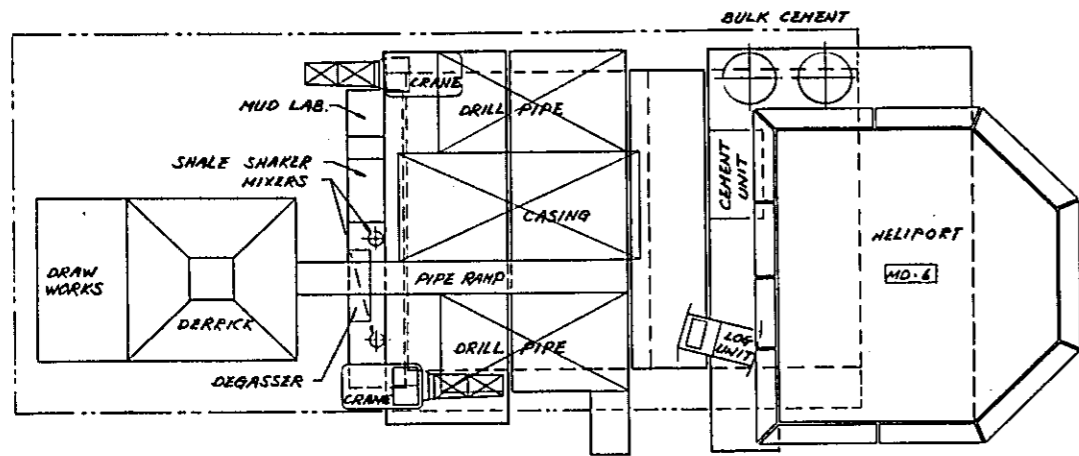 BULK CEMENT
CRANE
MUD LAB.
DRILL PIPE
SHALE SHAKER
MIXERS
CEMENT
UNIT
CASING
HELIPORT
DRAW
WORKS
PIPE RAMP
MD-6
DERRICK
LOG
UNIT
DRILL PIPE
DEGASSER
CRANE